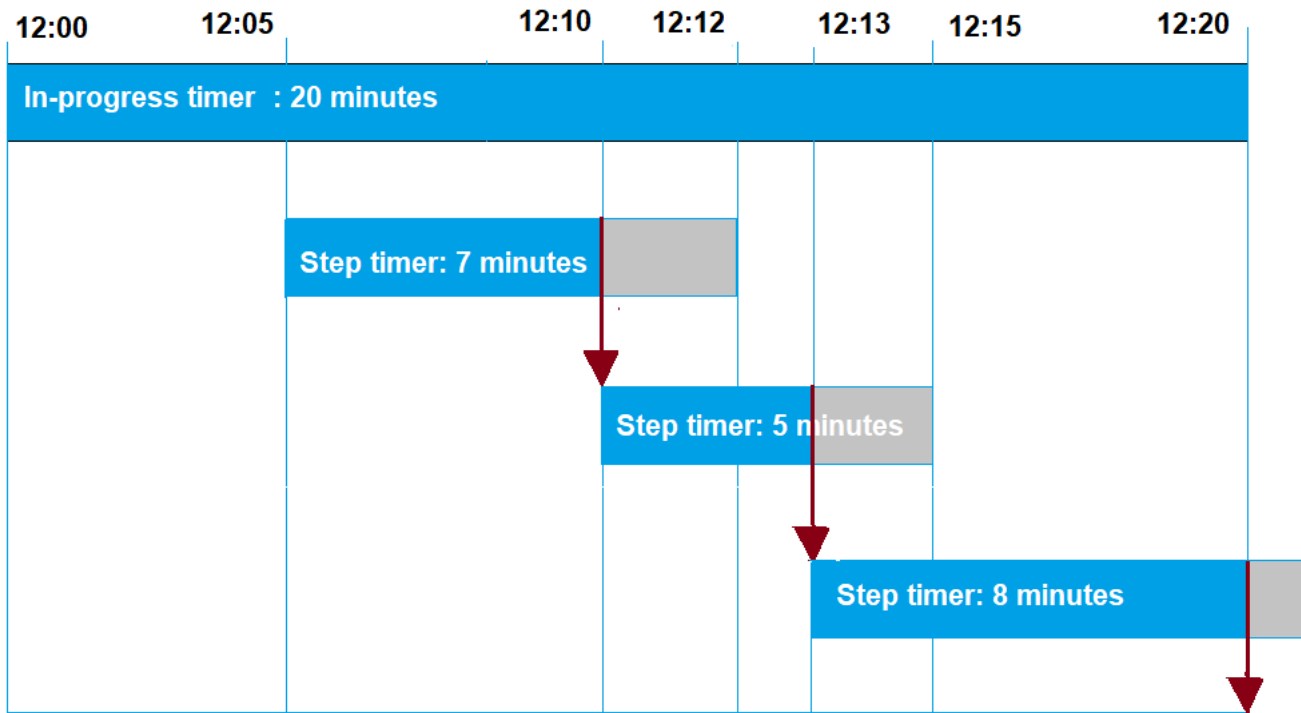 12:00 12:05 12:10 12:12 12:13 12:15 12:20
In-progress timer : 20 minutes
Step timer: 7 minutes
Step timer: 5 minutes
Step timer: 8 minutes